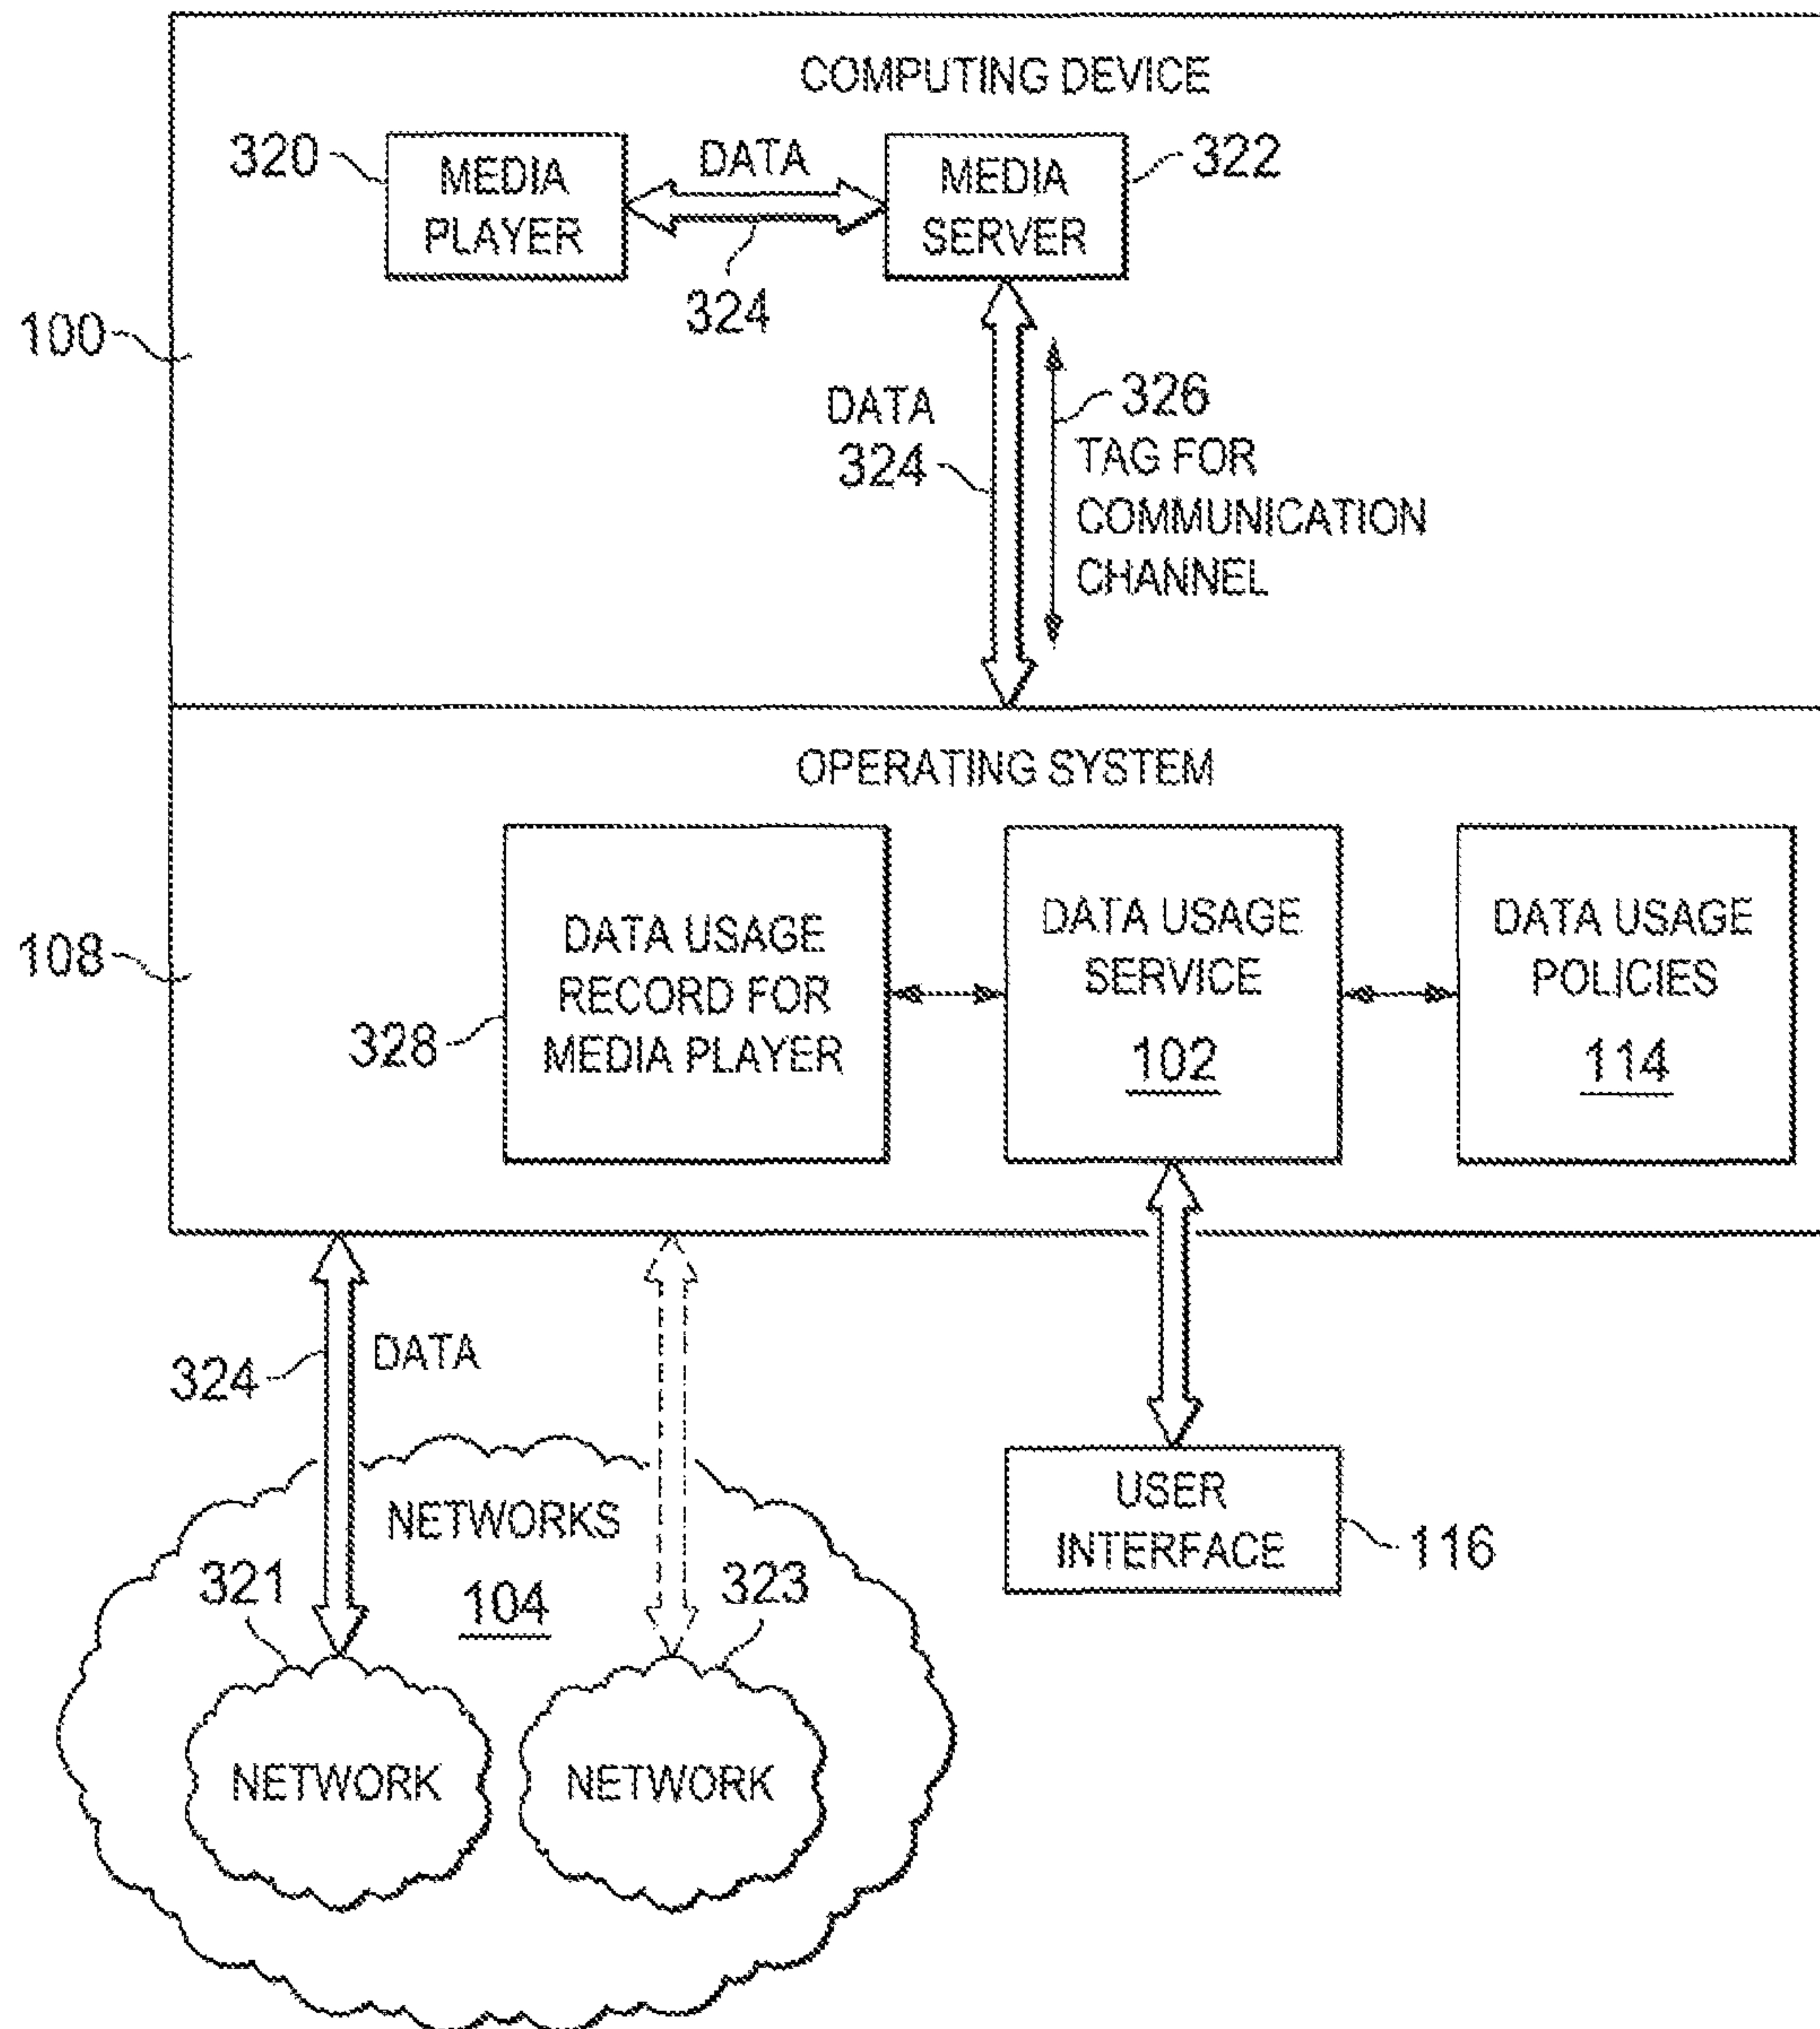 COMPUTING DEVICE
320
MEDIA
PLAYER
DATA
324
MEDIA
SERVER
322
100
DATA
324
326
TAG FOR
COMMUNICATION
CHANNEL
OPERATING SYSTEM
108
328
DATA USAGE
RECORD FOR
MEDIA PLAYER
DATA USAGE
SERVICE
102
DATA USAGE
POLICIES
114
324
DATA
NETWORKS
104
321
323
NETWORK
NETWORK
USER
INTERFACE
116